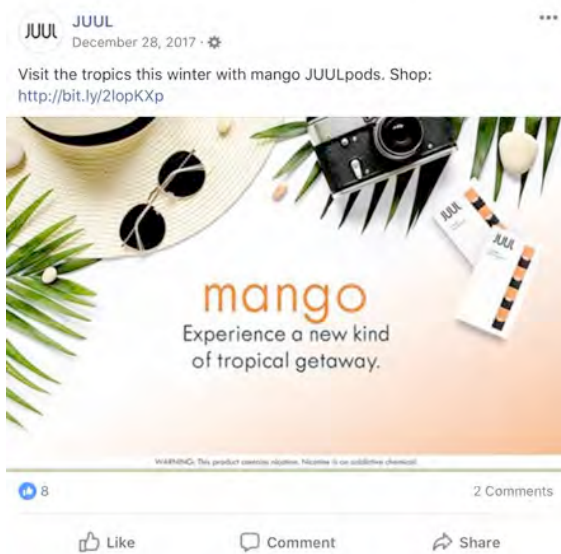 JUUL
JUUL
December 28, 2017 ·
Visit the tropics this winter with mango JUULpods. Shop:
http://bit.ly/2lopKXp
JUUL
JUUL
mango
Experience a new kind
of tropical getaway.
WARNING: This product contains nicotine. Nicotine is an addictive chemical.
8
2 Comments
Like
Comment
Share